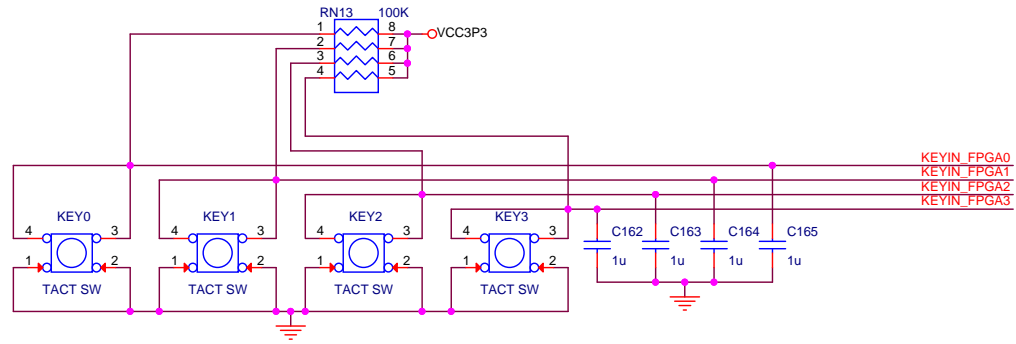 RN13 100K
1 8 VCC3P3
2 7
3 6
4 5
KEYIN_FPGA0
KEYIN_FPGA1
KEYIN_FPGA2
KEYIN_FPGA3
KEY0 KEY1 KEY2 KEY3
4 3 4 3 4 3 4 3
C162 C163 C164 C165
1 2 1 2 1 2 1 2
1u 1u 1u 1u
TACT SW TACT SW TACT SW TACT SW